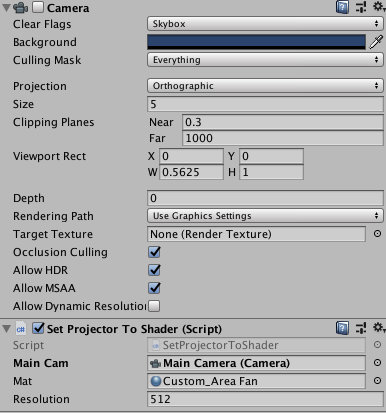 Camera
Clear Flags Skybox
Background
Culling Mask Everything
Projection Orthographic
Size 5
Clipping Planes Near 0.3
Far 1000
Viewport Rect X 0 Y 0
W 0.5625 H 1
Depth 0
Rendering Path Use Graphics Settings
Target Texture None (Render Texture)
Occlusion Culling
Allow HDR
Allow MSAA
Allow Dynamic Resolution
Set Projector To Shader (Script)
Script SetProjectorToShader
Main Cam Main Camera (Camera)
Mat Custom_Area Fan
Resolution 512